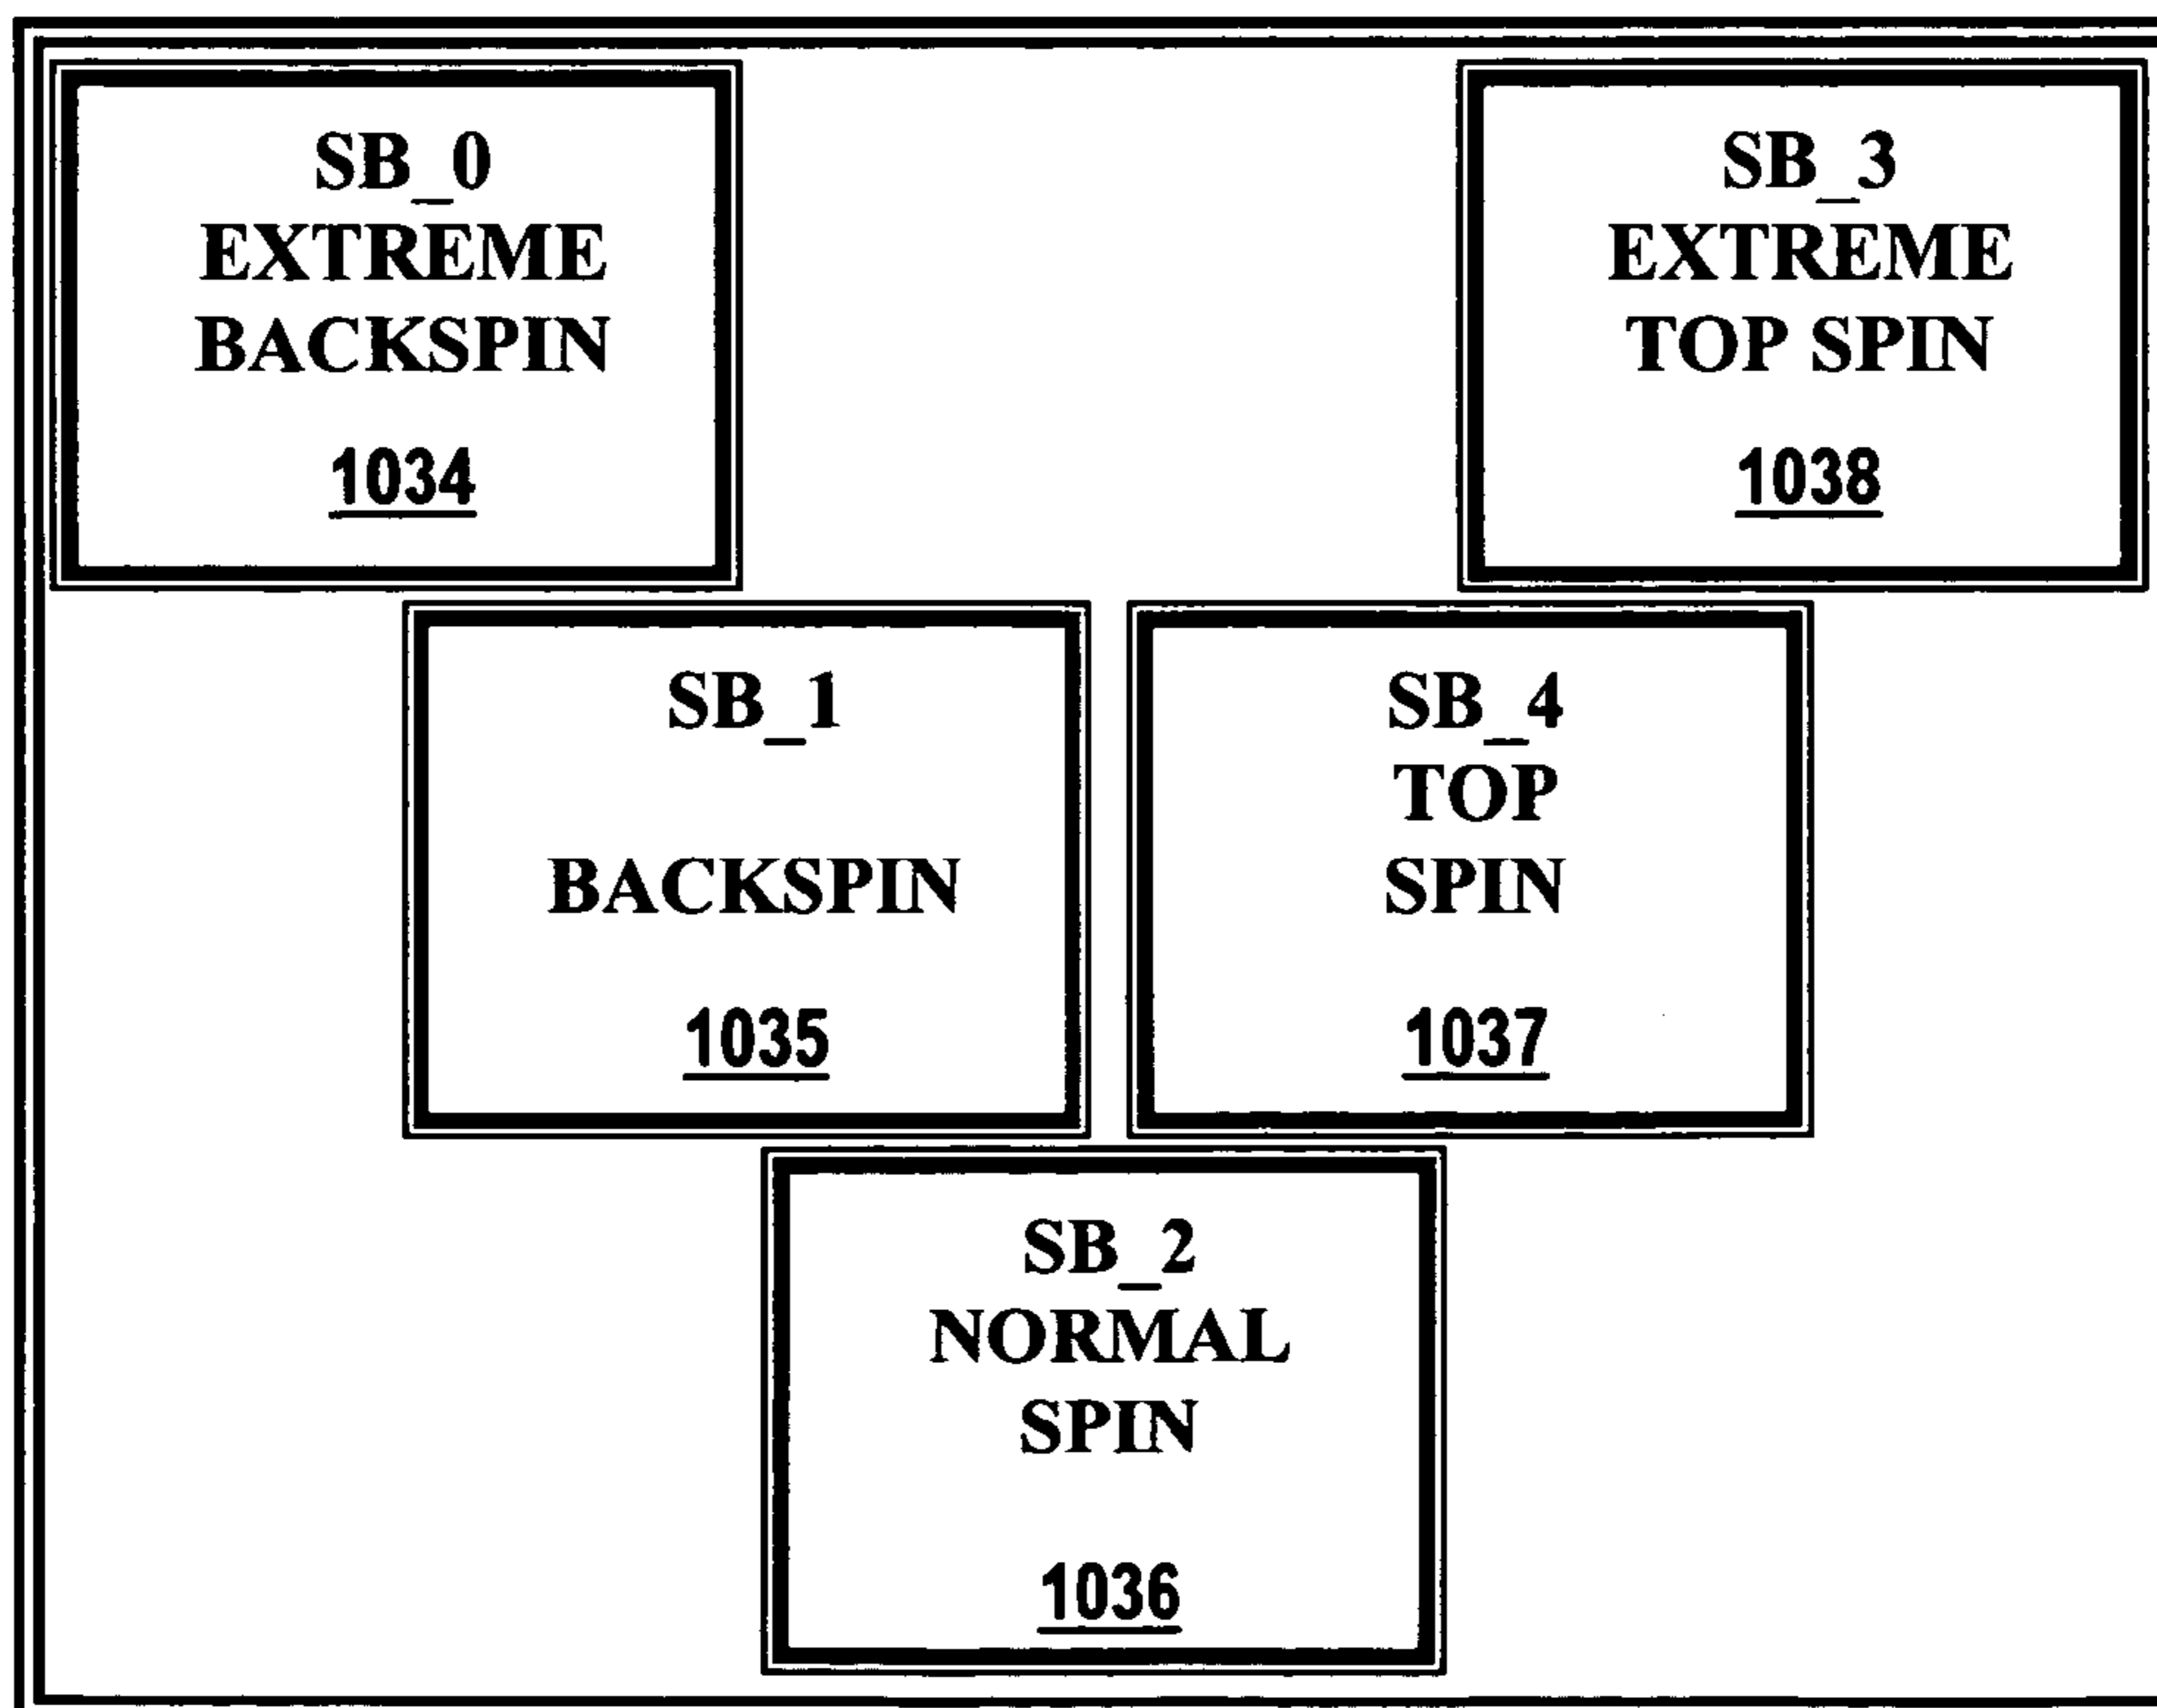 SB_0
EXTREME
BACKSPIN
1034
SB_3
EXTREME
TOP SPIN
1038
SB_1
BACKSPIN
1035
SB_4
TOP
SPIN
1037
SB_2
NORMAL
SPIN
1036